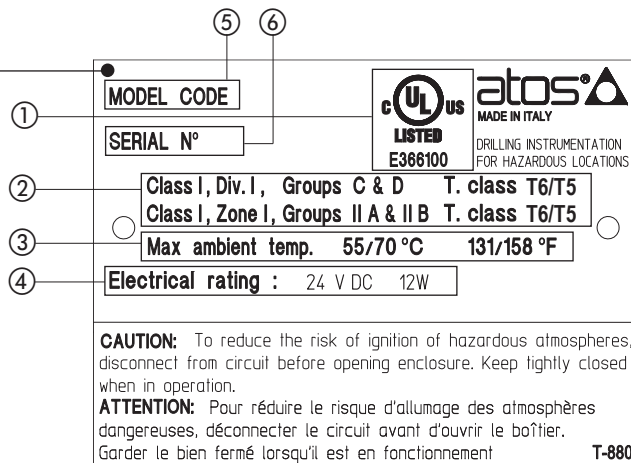 ⑤ ⑥
MODEL CODE
①
SERIAL N°
C UL US
LISTED
E366100
atos
MADE IN ITALY
DRILLING INSTRUMENTATION
FOR HAZARDOUS LOCATIONS
② Class I, Div. I, Groups C & D T. class T6/T5
Class I, Zone I, Groups II A & II B T. class T6/T5
③ Max ambient temp. 55/70 °C 131/158 °F
④ Electrical rating : 24 V DC 12W
CAUTION: To reduce the risk of ignition of hazardous atmospheres,
disconnect from circuit before opening enclosure. Keep tightly closed
when in operation.
ATTENTION: Pour réduire le risque d'allumage des atmosphères
dangereuses, déconnecter le circuit avant d'ouvrir le boîtier.
Garder le bien fermé lorsqu'il est en fonctionnement T-880